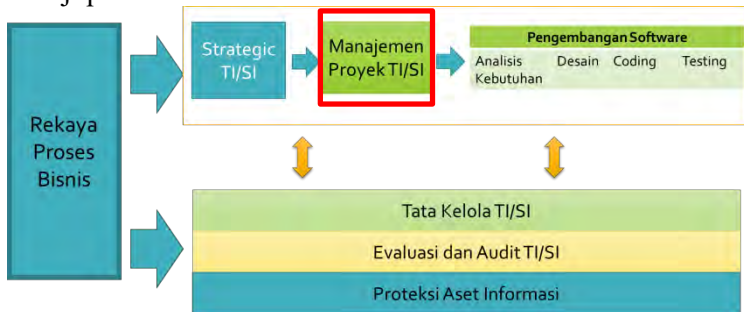 Strategic
TI/SI
Manajemen
Proyek TI/SI
Pengembangan Software
Analisis Desain Coding Testing
Kebutuhan
Rekaya
Proses
Bisnis
Tata Kelola TI/SI
Evaluasi dan Audit TI/SI
Proteksi Aset Informasi